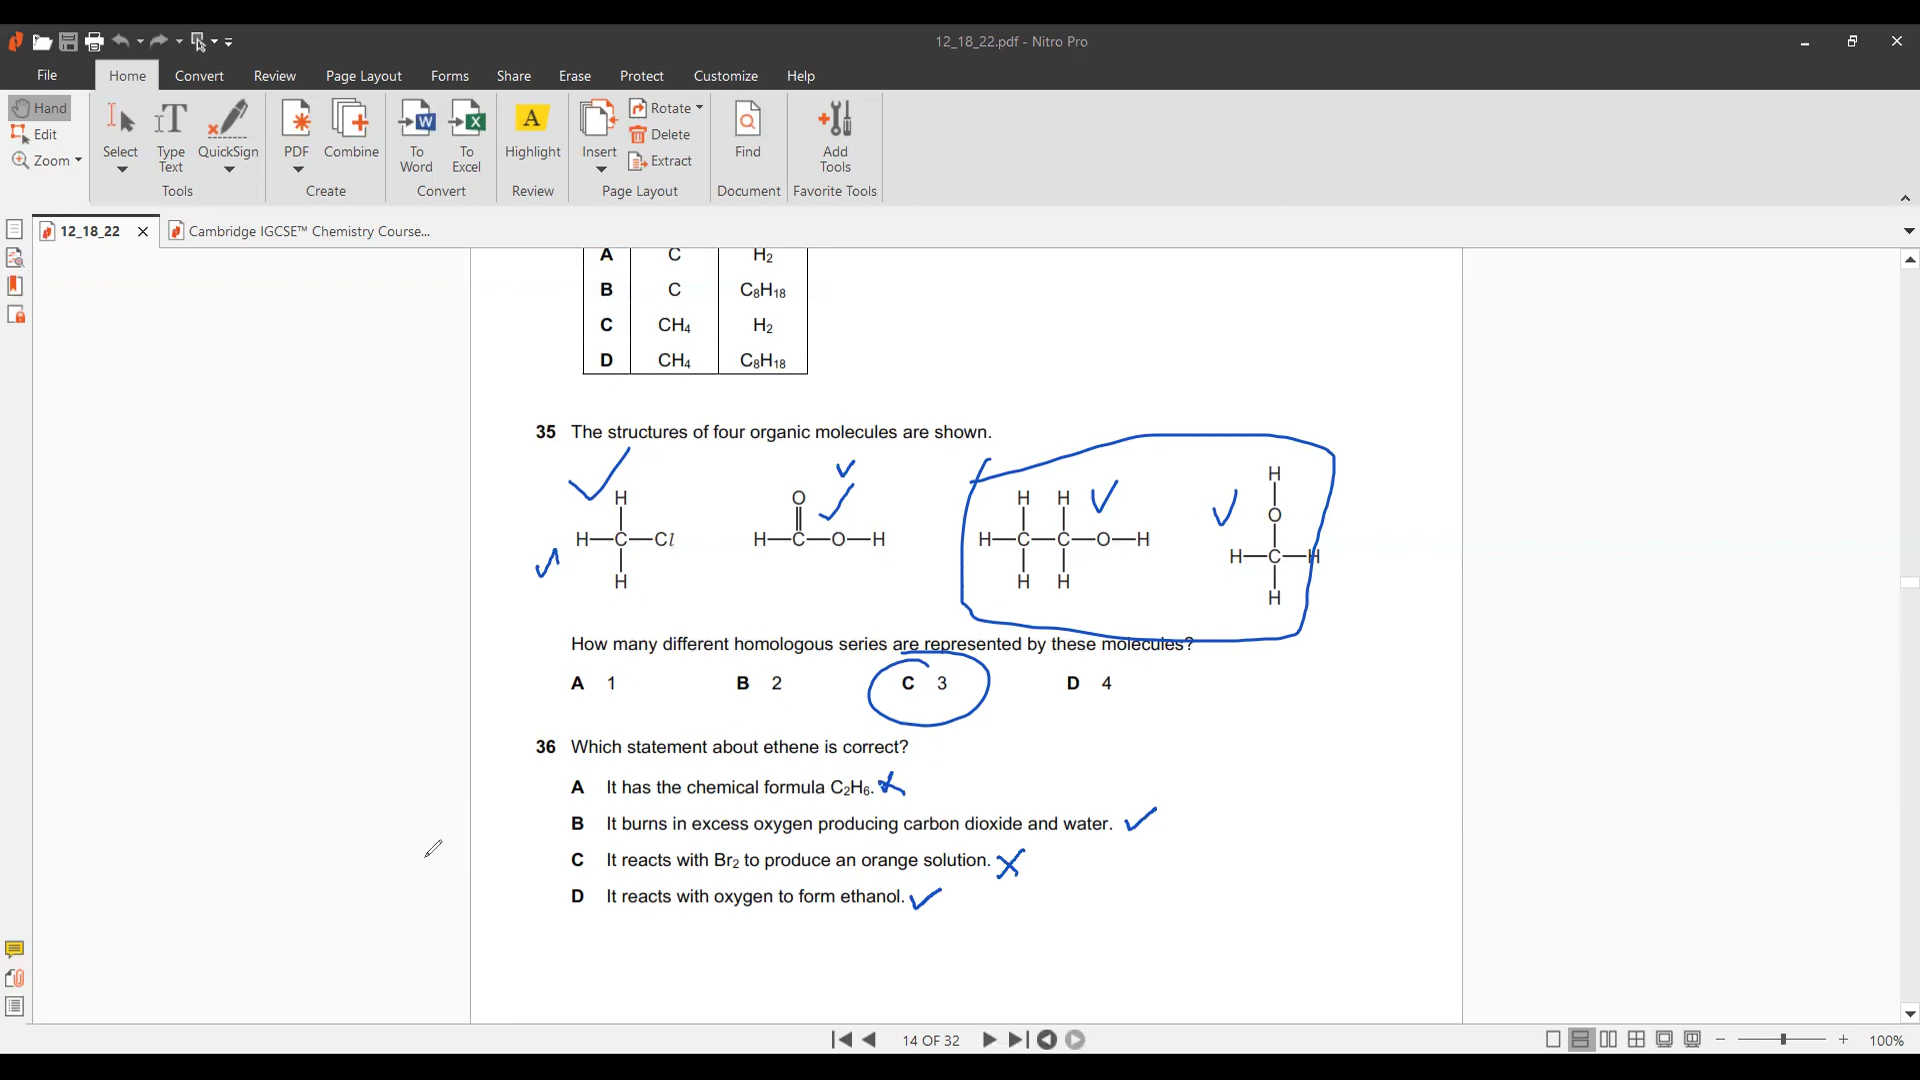 12_18_22.pdf - Nitro Pro
File Home Convert Review Page Layout Forms Share Erase Protect Customize Help
Hand
Edit
Zoom
Select
Type Text
QuickSign
Tools
PDF
Combine
Create
To Word
To Excel
Convert
Highlight
Review
Insert
Rotate
Delete
Extract
Page Layout
Find
Document
Add Tools
Favorite Tools
12_18_22
Cambridge IGCSE™ Chemistry Course...
A C H2
B C C8H18
C CH4 H2
D CH4 C8H18
35 The structures of four organic molecules are shown.
H
H C Cl
H
O
H C O H
H H
H C C O H
H H
H
O
H C H
H
How many different homologous series are represented by these molecules?
A 1 B 2 C 3 D 4
36 Which statement about ethene is correct?
A It has the chemical formula C2H6.
B It burns in excess oxygen producing carbon dioxide and water.
C It reacts with Br2 to produce an orange solution.
D It reacts with oxygen to form ethanol.
14 OF 32
100%